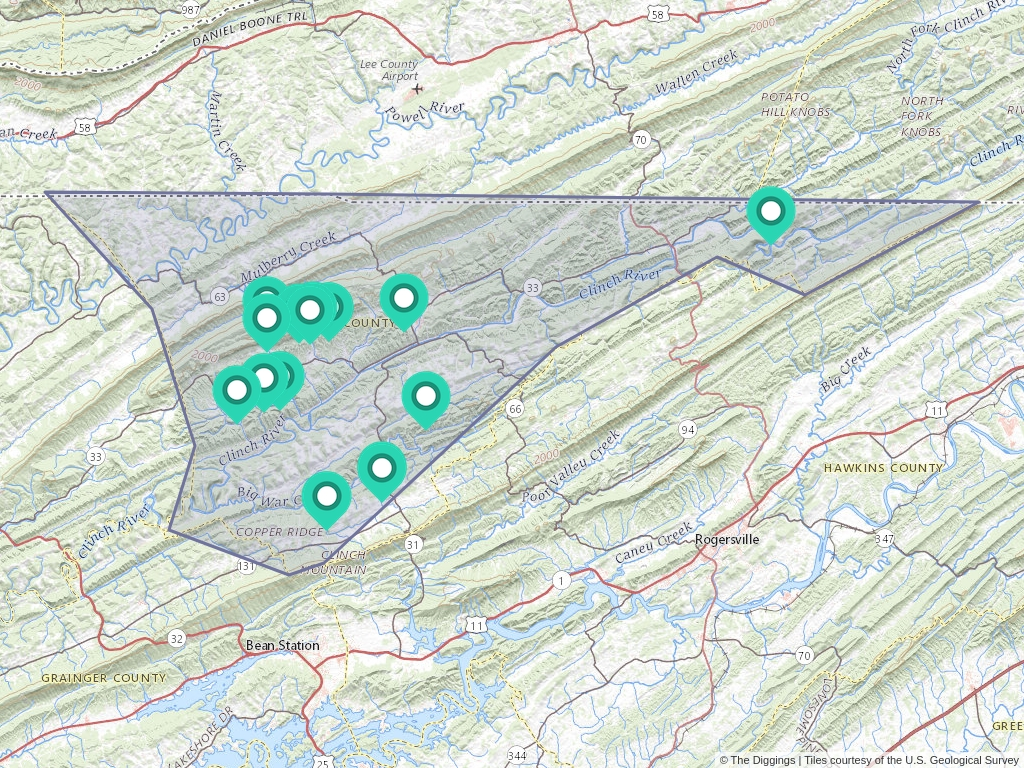 987
DANIEL BOONE TRL
58
2000
North Fork Clinch
Lee County
Airport
Wallen Creek
2000
Powell River
POTATO
HILL KNOBS
NORTH
FORK
KNOBS
Martin Creek
58
70
Clinch R
Mulberry Creek
63
33
Clinch River
COUNTY
2000
Big Creek
66
11
94
Clinch River
33
2000
HAWKINS COUNTY
Poor Valley Creek
Big War C
Clinch River
COPPER RIDGE
Caney Creek
Rogersville
347
31
CLINCH
MOUNTAIN
131
1
11
32
Bean Station
70
GRAINGER COUNTY
LAKESHORE DR
GREE
344
25
© The Diggings | Tiles courtesy of the U.S. Geological Survey